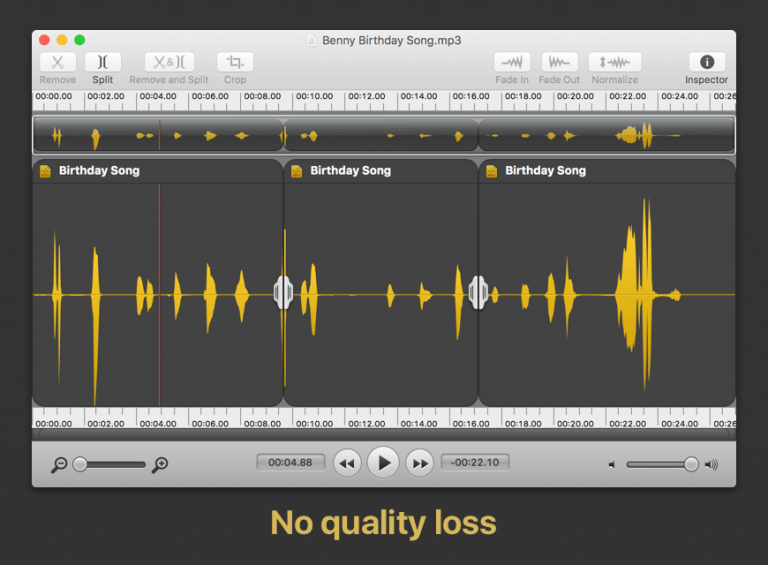 Benny Birthday Song.mp3
Remove Split Remove and Split Crop Fade In Fade Out Normalize Inspector
00:00.00 00:02.00 00:04.00 00:06.00 00:08.00 00:10.00 00:12.00 00:14.00 00:16.00 00:18.00 00:20.00 00:22.00 00:24.00 00:26
Birthday Song Birthday Song Birthday Song
00:00.00 00:02.00 00:04.00 00:06.00 00:08.00 00:10.00 00:12.00 00:14.00 00:16.00 00:18.00 00:20.00 00:22.00 00:24.00 00:26
00:04.88 -00:22.10
No quality loss